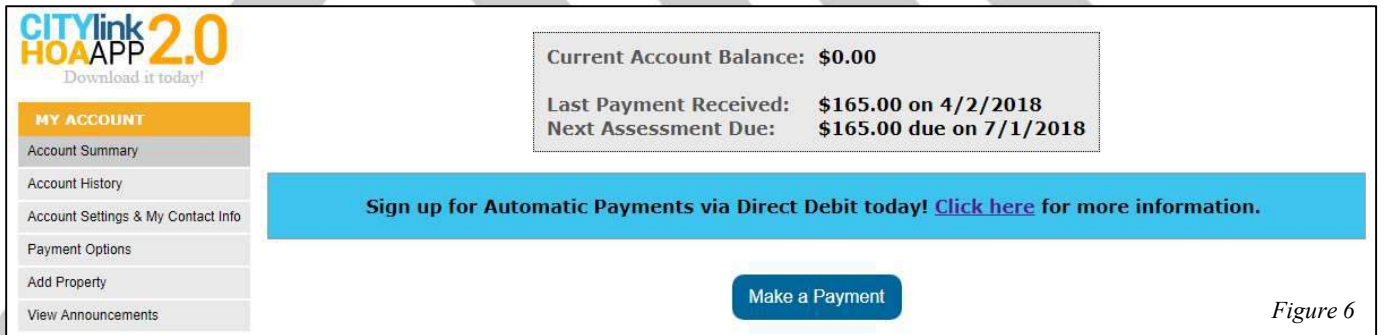 CITYlink
HOAAPP 2.0
Download it today!
MY ACCOUNT
Account Summary
Account History
Account Settings & My Contact Info
Payment Options
Add Property
View Announcements
Current Account Balance: $0.00
Last Payment Received: $165.00 on 4/2/2018
Next Assessment Due: $165.00 due on 7/1/2018
Sign up for Automatic Payments via Direct Debit today! Click here for more information.
Make a Payment
Figure 6